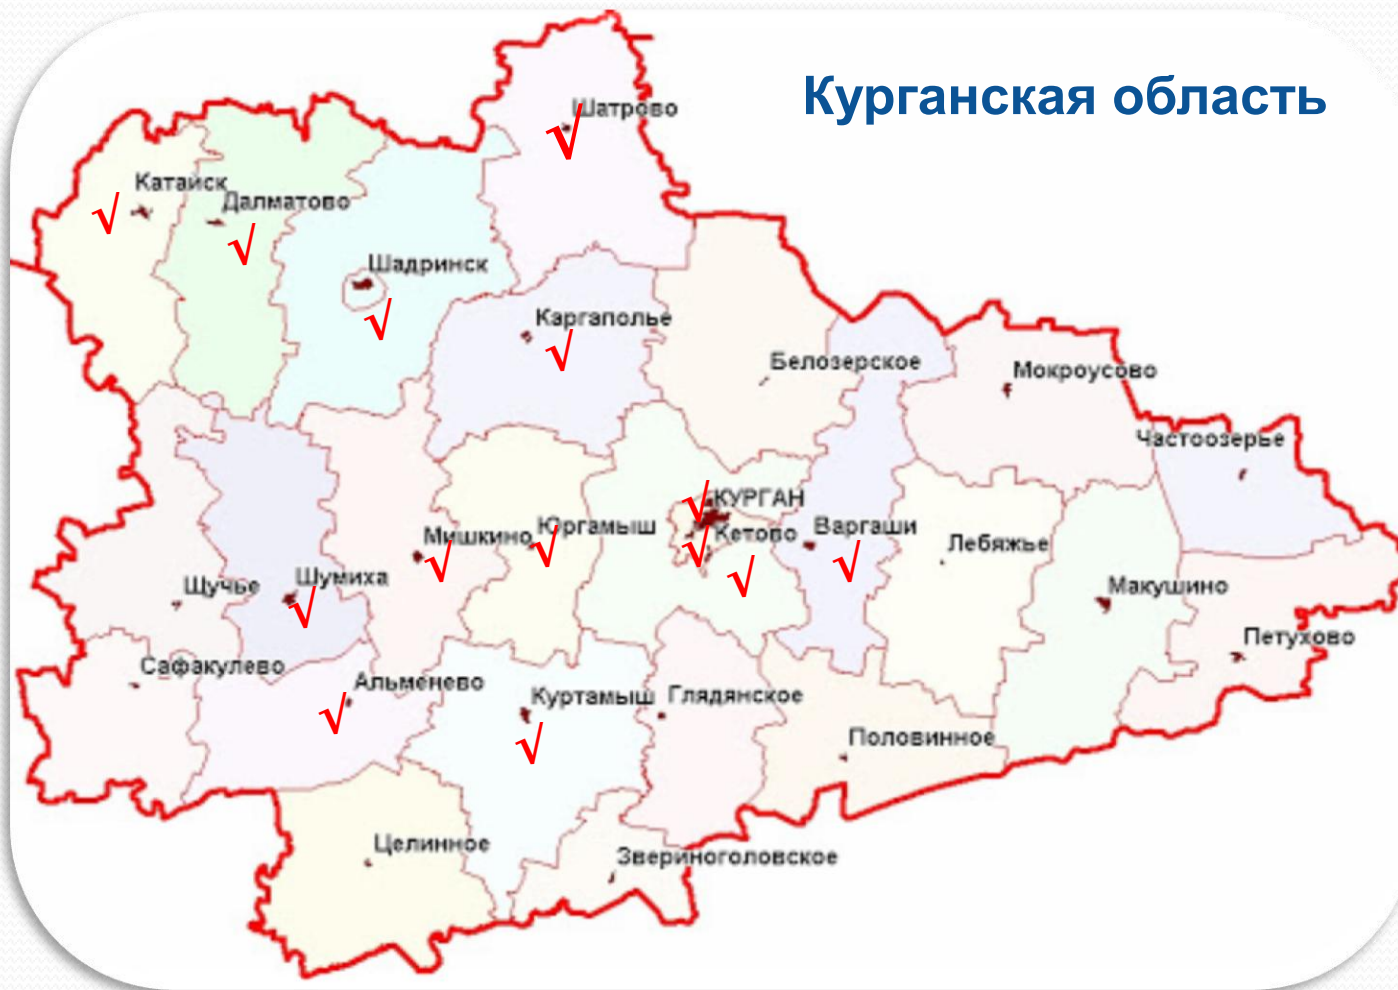 Курганская область
Шатрово
√
Катайск
√
Далматово
√
Шадринск
√
Каргаполье
√
Белозерское
Мокроусово
Частоозерье
КУРГАН
√
Кетово
√
√
Варгаши
√
Мишкино
√
Юргамыш
√
Лебяжье
Щучье
Шумиха
√
Макушино
Петухово
Сафакулево
Альменево
√
Куртамыш
√
Глядянское
Половинное
Целинное
Звериноголовское